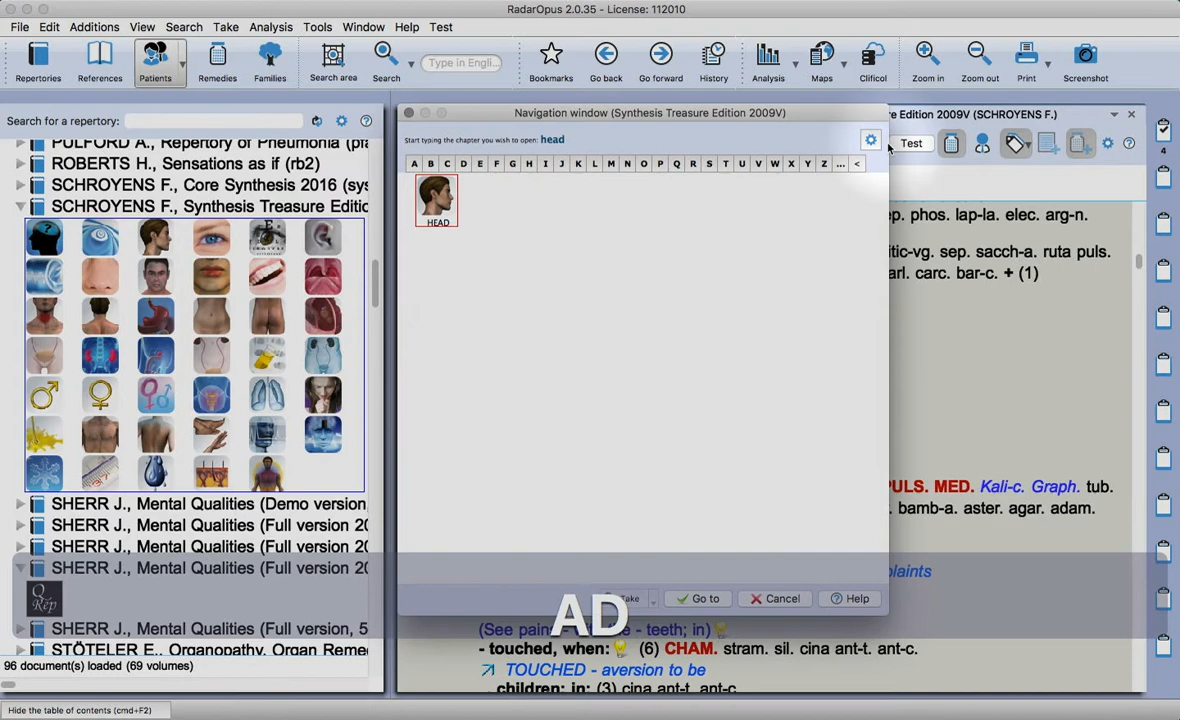 RadarOpus 2.0.35 - License: 112010
File Edit Additions View Search Take Analysis Tools Window Help Test
Repertories References Patients Remedies Families Search area Search Type in Engli... Bookmarks Go back Go forward History Analysis Maps Clificol Zoom in Zoom out Print Screenshot
Search for a repertory:
ROBERTS H., Sensations as if (rb2)
SCHROYENS F., Core Synthesis 2016 (sy
SCHROYENS F., Synthesis Treasure Editio
SHERR J., Mental Qualities (Demo version,
SHERR J., Mental Qualities (Full version 20
SHERR J., Mental Qualities (Full version 20
SHERR J., Mental Qualities (Full version 20
Q
Rép
SHERR J., Mental Qualities (Full version, 5
STÖTELER E., Organopathy, Organ Reme
96 document(s) loaded (69 volumes)
Hide the table of contents (cmd+F2)
Navigation window (Synthesis Treasure Edition 2009V)
Start typing the chapter you wish to open: head
A B C D E F G H I J K L M N O P Q R S T U V W X Y Z ... <
HEAD
Take Go to Cancel Help
AD
re Edition 2009V (SCHROYENS F.)
Test
4
ep. phos. lap-la. elec. arg-n.
itic-vg. sep. sacch-a. ruta puls.
arl. carc. bar-c. + (1)
PULS. MED. Kali-c. Graph. tub.
. bamb-a. aster. agar. adam.
laints
- touched, when: (6) CHAM. stram. sil. cina ant-t. ant-c.
TOUCHED - aversion to be
children; in: (3) cina ant-t. ant-c.